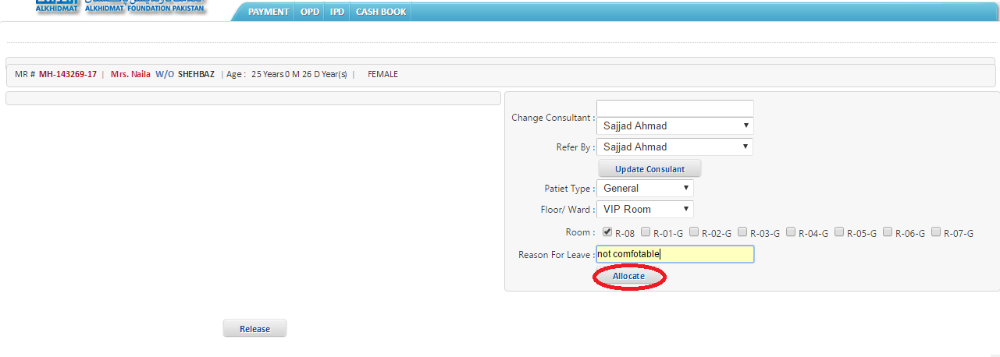 ALKHIDMAT ALKHIDMAT FOUNDATION PAKISTAN
PAYMENT OPD IPD CASH BOOK
MR # MH-143269-17 | Mrs. Naila W/O SHEHBAZ | Age : 25 Years 0 M 26 D Year(s) | FEMALE
Change Consultant :
Sajjad Ahmad
Refer By : Sajjad Ahmad
Update Consulant
Patiet Type : General
Floor/ Ward : VIP Room
Room : R-08 R-01-G R-02-G R-03-G R-04-G R-05-G R-06-G R-07-G
Reason For Leave : not comfotable
Allocate
Release